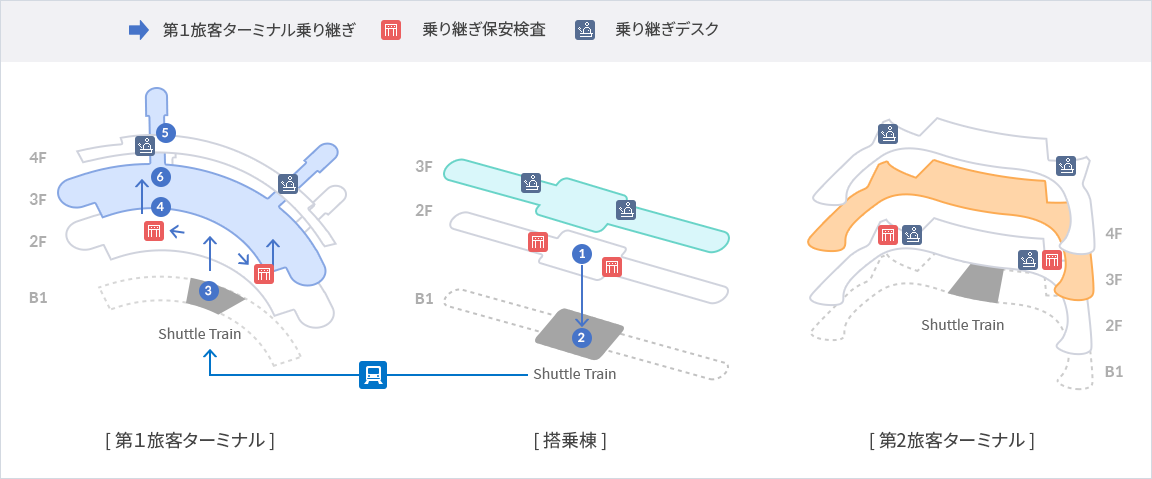 第１旅客ターミナル乗り継ぎ 乗り継ぎ保安検査 乗り継ぎデスク
4F
3F
2F
B1
5
6
4
3
Shuttle Train
[ 第１旅客ターミナル ]
3F
2F
B1
1
2
Shuttle Train
[ 搭乗棟 ]
4F
3F
2F
B1
Shuttle Train
[ 第2旅客ターミナル ]